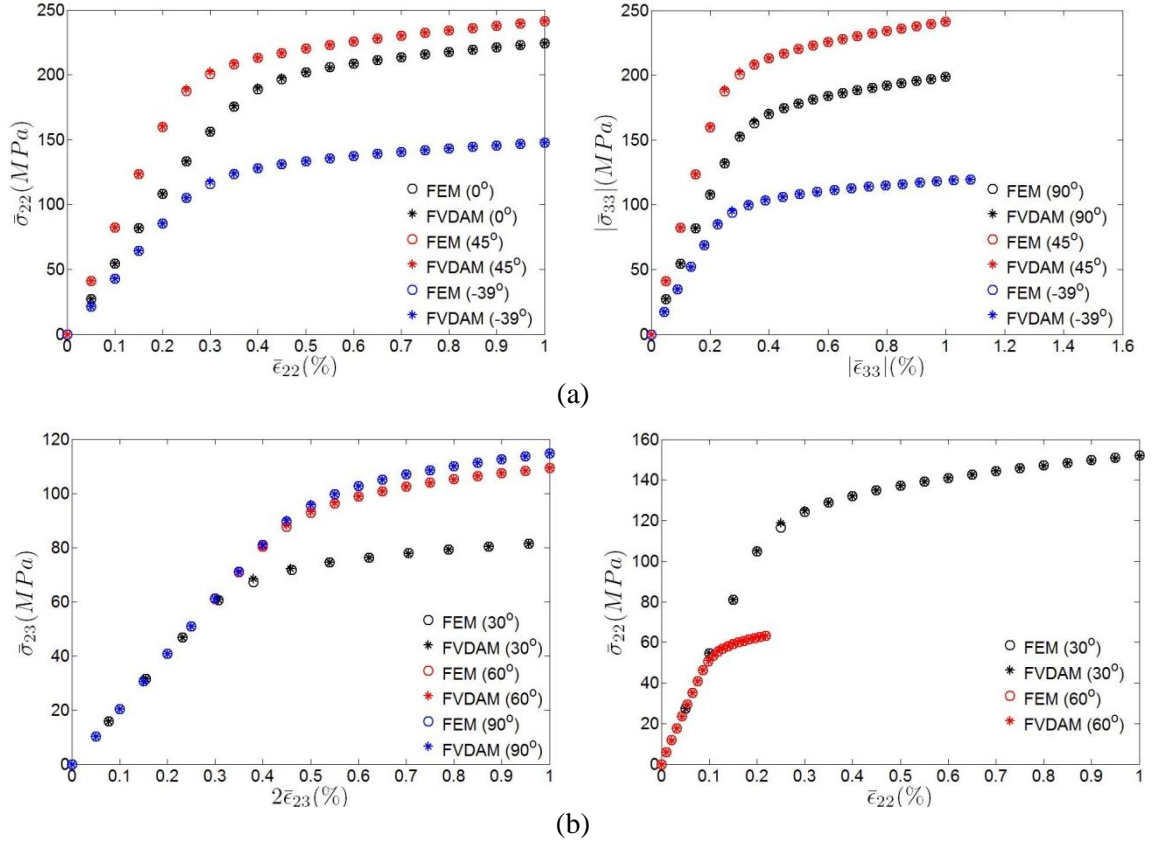 250
200
150
100
50
0
σ̄22(MPa)
0 0.1 0.2 0.3 0.4 0.5 0.6 0.7 0.8 0.9 1
ε̄22(%)
FEM (0°)
FVDAM (0°)
FEM (45°)
FVDAM (45°)
FEM (-39°)
FVDAM (-39°)
250
200
150
100
50
0
|σ̄33|(MPa)
0 0.2 0.4 0.6 0.8 1 1.2 1.4 1.6
|ε̄33|(%)
FEM (90°)
FVDAM (90°)
FEM (45°)
FVDAM (45°)
FEM (-39°)
FVDAM (-39°)
(a)
120
100
80
60
40
20
0
σ̄23(MPa)
0 0.1 0.2 0.3 0.4 0.5 0.6 0.7 0.8 0.9 1
2ε̄23(%)
FEM (30°)
FVDAM (30°)
FEM (60°)
FVDAM (60°)
FEM (90°)
FVDAM (90°)
160
140
120
100
80
60
40
20
0
σ̄22(MPa)
0 0.1 0.2 0.3 0.4 0.5 0.6 0.7 0.8 0.9 1
ε̄22(%)
FEM (30°)
FVDAM (30°)
FEM (60°)
FVDAM (60°)
(b)